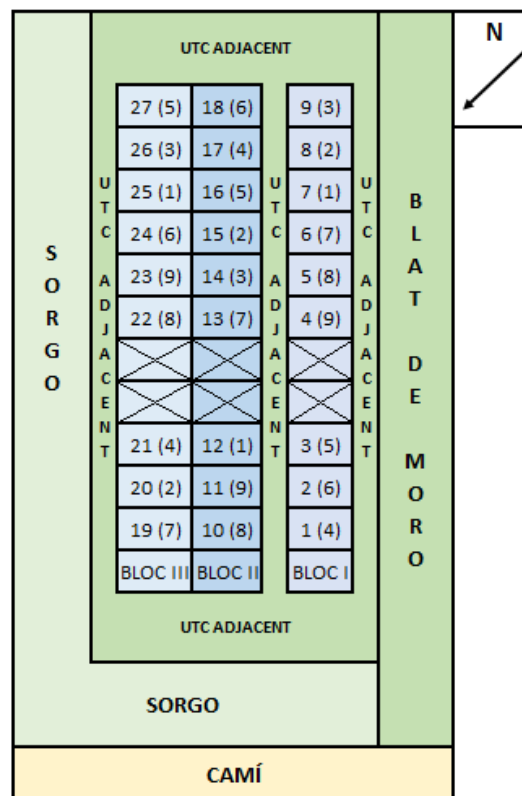 N
UTC ADJACENT
27 (5) 18 (6) 9 (3)
26 (3) 17 (4) 8 (2)
25 (1) 16 (5) 7 (1)
24 (6) 15 (2) 6 (7)
23 (9) 14 (3) 5 (8)
22 (8) 13 (7) 4 (9)
21 (4) 12 (1) 3 (5)
20 (2) 11 (9) 2 (6)
19 (7) 10 (8) 1 (4)
BLOC III BLOC II BLOC I
SORGO
UTC ADJACENT
UTC ADJACENT
UTC ADJACENT
BLAT DE MORO
UTC ADJACENT
SORGO
CAMÍ